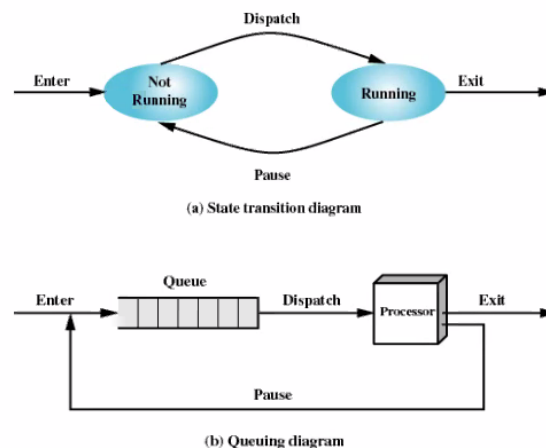 Dispatch
Enter
Not
Running
Running
Exit
Pause
(a) State transition diagram
Queue
Enter
Dispatch
Processor
Exit
Pause
(b) Queuing diagram